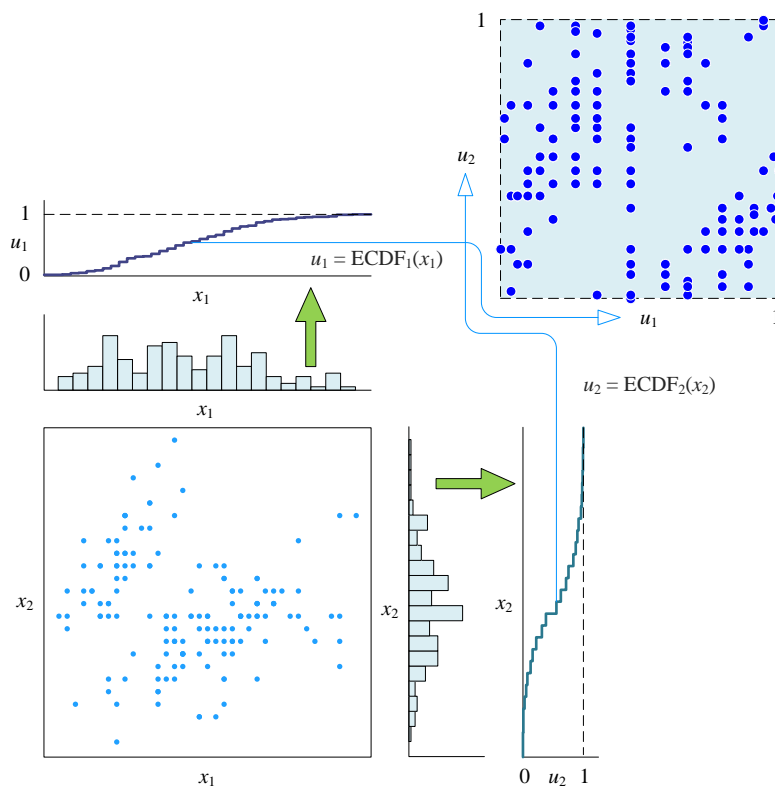 1
u₂
1
u₁
0
u₁ = ECDF₁(x₁)
x₁
u₁
1
x₁
u₂ = ECDF₂(x₂)
x₂
x₂
x₂
x₁
0 u₂ 1